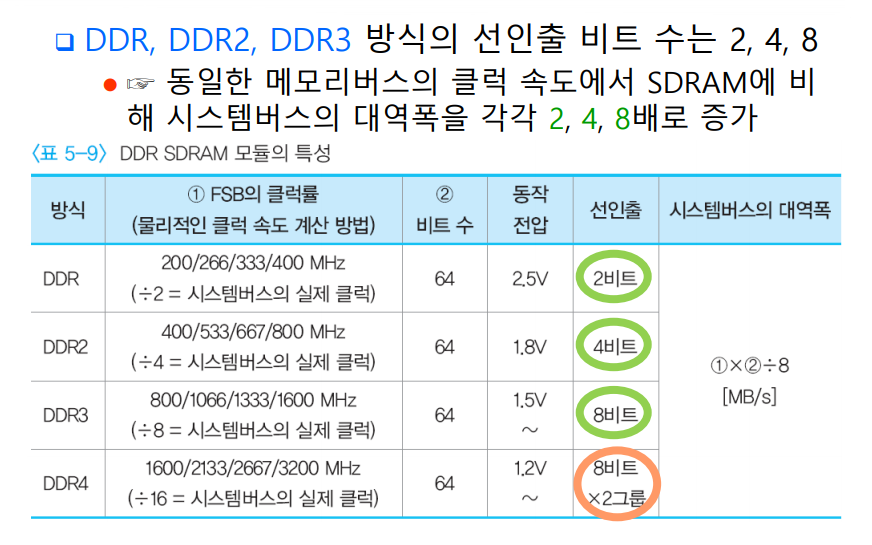 ❑ DDR, DDR2, DDR3 방식의 선인출 비트 수는 2, 4, 8
● ☞ 동일한 메모리버스의 클럭 속도에서 SDRAM에 비
해 시스템버스의 대역폭을 각각 2, 4, 8배로 증가
〈표 5-9〉 DDR SDRAM 모듈의 특성
방식 ① FSB의 클럭률 (물리적인 클럭 속도 계산 방법) ② 비트 수 동작 전압 선인출 시스템버스의 대역폭
DDR 200/266/333/400 MHz (÷2 = 시스템버스의 실제 클럭) 64 2.5V 2비트
DDR2 400/533/667/800 MHz (÷4 = 시스템버스의 실제 클럭) 64 1.8V 4비트
①×②÷8
[MB/s]
DDR3 800/1066/1333/1600 MHz (÷8 = 시스템버스의 실제 클럭) 64 1.5V ~ 8비트
DDR4 1600/2133/2667/3200 MHz (÷16 = 시스템버스의 실제 클럭) 64 1.2V ~ 8비트 ×2그룹